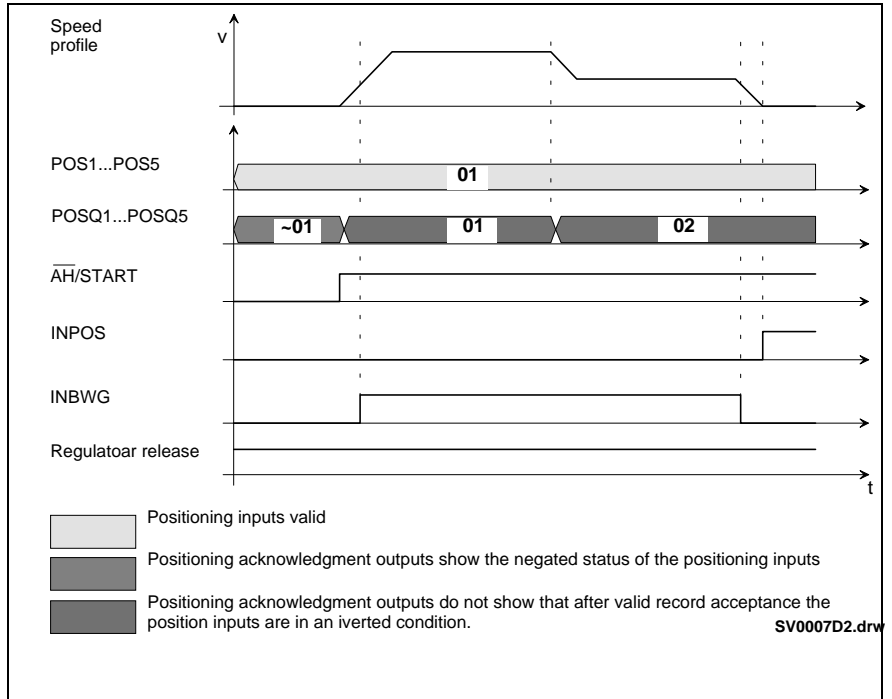 Speed
profile
v
POS1...POS5
01
POSQ1...POSQ5
~01
01
02
AH/START
INPOS
INBWG
Regulatoar release
t
Positioning inputs valid
Positioning acknowledgment outputs show the negated status of the positioning inputs
Positioning acknowledgment outputs do not show that after valid record acceptance the
position inputs are in an iverted condition.
SV0007D2.drw